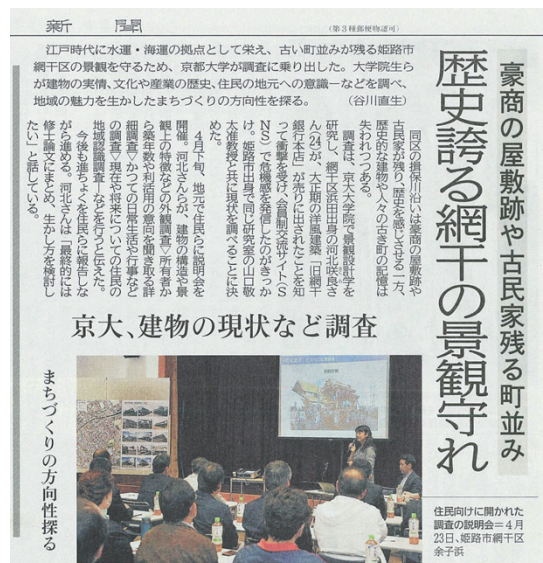 新聞
(第3種郵便物認可)
豪商の屋敷跡や古民家残る町並み
歴史誇る網干の景観守れ
江戸時代に水運・海運の拠点として栄え、古い町並みが残る姫路市
網干区の景観を守るため、京都大学が調査に乗り出した。大学院生ら
が建物の実情、文化や産業の歴史、住民の地元への意識―などを調べ、
地域の魅力を生かしたまちづくりの方向性を探る。(谷川直生)
同区の揖保川沿いは豪商の屋敷跡や
古民家が残り、歴史を感じさせる一方、
歴史的な建物や人々の古き町の記憶は
失われつつある。
調査は、京大大学院で景観設計学を
研究し、網干区浜田出身の河北咲良さ
ん(24)が、大正期の洋風建築「旧網干
銀行本店」が売りに出されたことを知
って衝撃を受け、会員制交流サイト(S
NS)で危機感を発信したのがきっか
け。姫路市出身で同じ研究室の山口敬
太准教授と共に現状を調べることに決
めた。
4月下旬、地元で住民らに説明会を
開催。河北さんらが、建物の構造や景
観上の特徴などの外観調査▽所有者か
ら築年数や利活用の意向を聞き取る詳
細調査▽かつての日常生活や行事など
の調査▽現状や将来についての住民の
地域認識調査―などを行うと伝えた。
今後も進ちょくを住民らに報告しな
がら進める。河北さんは「最終的には
修士論文にまとめ、生かし方を検討し
たい」と話している。
京大、建物の現状など調査
まちづくりの方向性探る
住民向けに開かれた
調査の説明会=4月
23日、姫路市網干区
余子浜